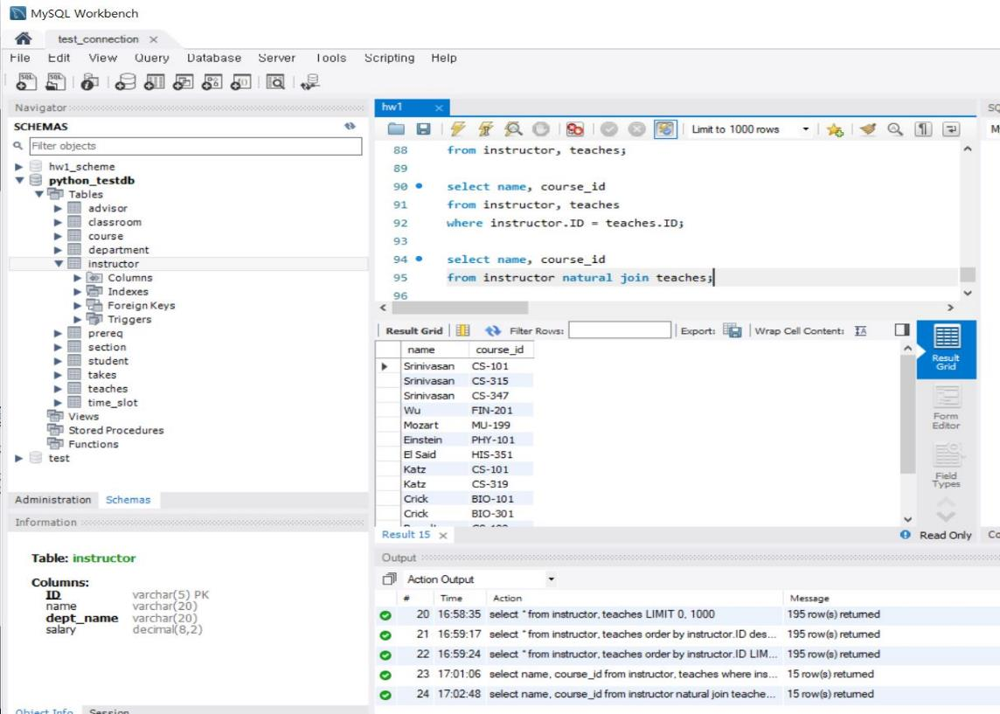 MySQL Workbench
test_connection ×
File Edit View Query Database Server Tools Scripting Help
Navigator
SCHEMAS
Filter objects
hw1_scheme
python_testdb
Tables
advisor
classroom
course
department
instructor
Columns
Indexes
Foreign Keys
Triggers
prereq
section
student
takes
teaches
time_slot
Views
Stored Procedures
Functions
test
Administration Schemas
Information
Table: instructor
Columns:
ID varchar(5) PK
name varchar(20)
dept_name varchar(20)
salary decimal(8,2)
Object Info Session
hw1 ×
Limit to 1000 rows
88 from instructor, teaches;
89
90 select name, course_id
91 from instructor, teaches
92 where instructor.ID = teaches.ID;
93
94 select name, course_id
95 from instructor natural join teaches;
96
Result Grid Filter Rows: Export: Wrap Cell Content:
name course_id
Srinivasan CS-101
Srinivasan CS-315
Srinivasan CS-347
Wu FIN-201
Mozart MU-199
Einstein PHY-101
El Said HIS-351
Katz CS-101
Katz CS-319
Crick BIO-101
Crick BIO-301
Result
Grid
Form
Editor
Field
Types
Result 15 × Read Only
Output
Action Output
# Time Action Message
20 16:58:35 select * from instructor, teaches LIMIT 0, 1000 195 row(s) returned
21 16:59:17 select * from instructor, teaches order by instructor.ID des... 195 row(s) returned
22 16:59:24 select * from instructor, teaches order by instructor.ID LIM... 195 row(s) returned
23 17:01:06 select name, course_id from instructor, teaches where ins... 15 row(s) returned
24 17:02:48 select name, course_id from instructor natural join teache... 15 row(s) returned